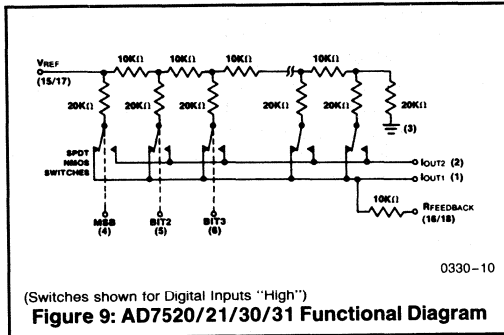 10KΩ 10KΩ 10KΩ 10KΩ
VREF
(15/17)
20KΩ 20KΩ 20KΩ 20KΩ 20KΩ 20KΩ
(3)
SPDT
NMOS
SWITCHES
IOUT2 (2)
IOUT1 (1)
10KΩ
RFEEDBACK
(16/18)
MSB
(4)
BIT2
(5)
BIT3
(6)
0330–10
(Switches shown for Digital Inputs "High")
Figure 9: AD7520/21/30/31 Functional Diagram